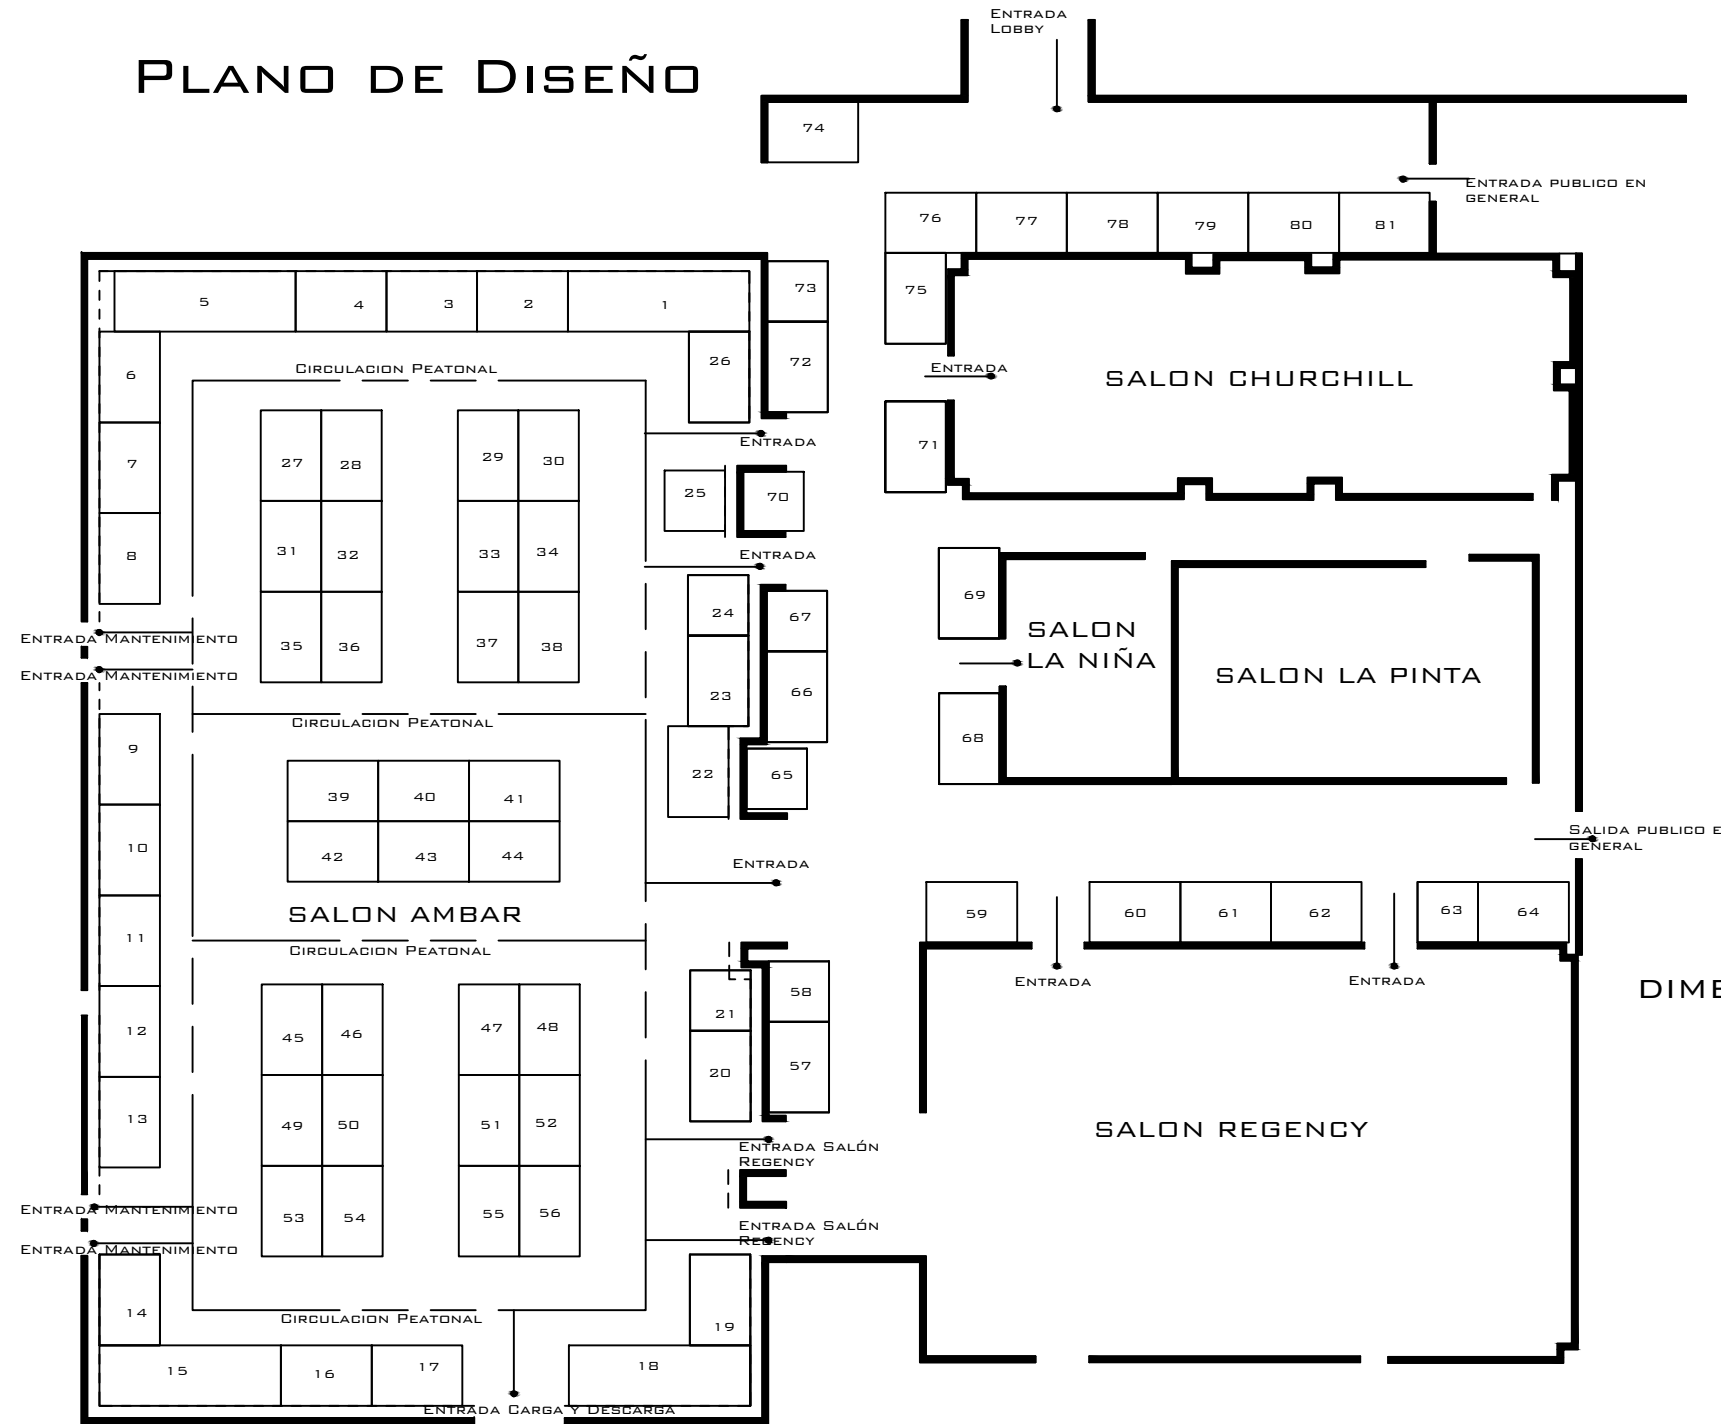 Entrada
Lobby
Plano de Diseño
74
Entrada publico en
general
76 77 78 79 80 81
73
75
5 4 3 2 1
26
72
Circulacion Peatonal
Entrada
6
SALON CHURCHILL
Entrada
71
27 28 29 30
7
25
70
31 32 33 34
8
Entrada
24
67
69
SALON
LA NIÑA
Entrada Mantenimiento
35 36 37 38
Entrada Mantenimiento
SALON LA PINTA
23
66
Circulacion Peatonal
9
68
22
65
39 40 41
10
42 43 44
Salida publico e
general
Entrada
SALON AMBAR
59 60 61 62 63 64
11
Circulacion Peatonal
Entrada
Entrada
58
DIME
21
45 46 47 48
12
20
57
13
49 50 51 52
SALON REGENCY
Entrada Salón
Regency
Entrada Mantenimiento
53 54 55 56
Entrada Salón
Regency
Entrada Mantenimiento
14
Circulacion Peatonal
19
15 16 17 18
Entrada Carga y Descarga